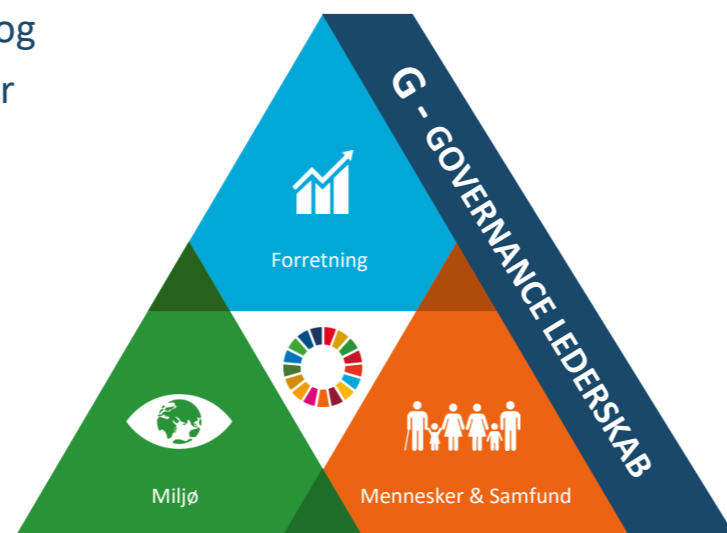 og
r
G - GOVERNANCE LEDERSKAB
Forretning
Miljø
Mennesker & Samfund